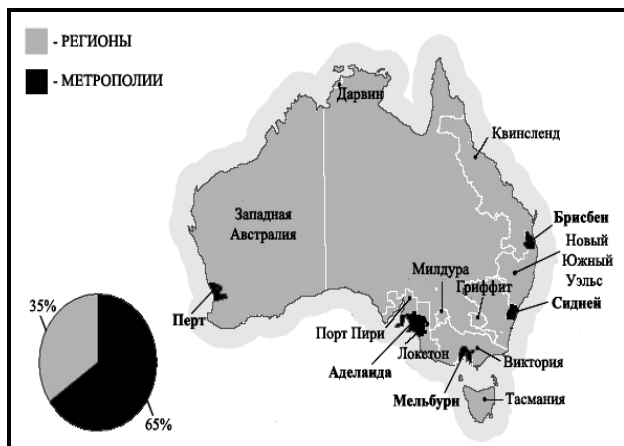 - РЕГИОНЫ
- МЕТРОПОЛИИ
Дарвин
Квинсленд
Западная
Австралия
Брисбен
Новый
Южный
Уэльс
Милдура
Гриффит
Сидней
Перт
Порт Пири
Локетон
Аделаида
Виктория
Мельбурн
Тасмания
35%
65%